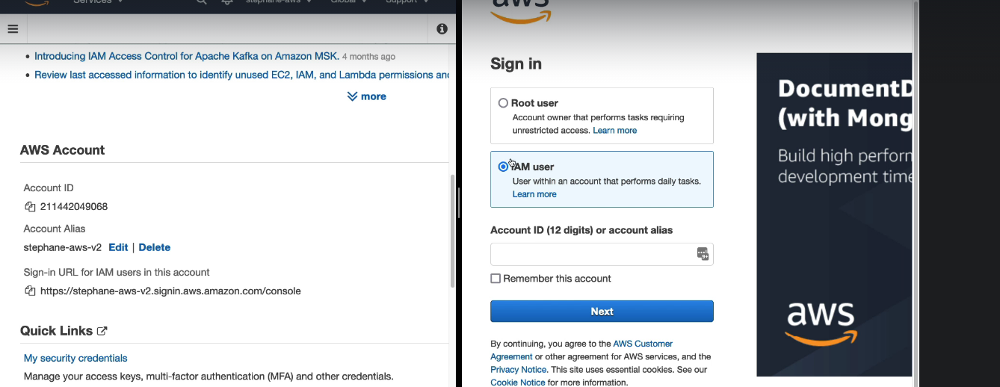 Services
stephane-aws
Global
Support
Introducing IAM Access Control for Apache Kafka on Amazon MSK. 4 months ago
Review last accessed information to identify unused EC2, IAM, and Lambda permissions and
more
AWS Account
Account ID
211442049068
Account Alias
stephane-aws-v2 Edit | Delete
Sign-in URL for IAM users in this account
https://stephane-aws-v2.signin.aws.amazon.com/console
Quick Links
My security credentials
Manage your access keys, multi-factor authentication (MFA) and other credentials.
aws
Sign in
Root user
Account owner that performs tasks requiring
unrestricted access. Learn more
IAM user
User within an account that performs daily tasks.
Learn more
Account ID (12 digits) or account alias
9+
Remember this account
Next
By continuing, you agree to the AWS Customer
Agreement or other agreement for AWS services, and the
Privacy Notice. This site uses essential cookies. See our
Cookie Notice for more information.
DocumentD
(with Mong
Build high perform
development time
aws